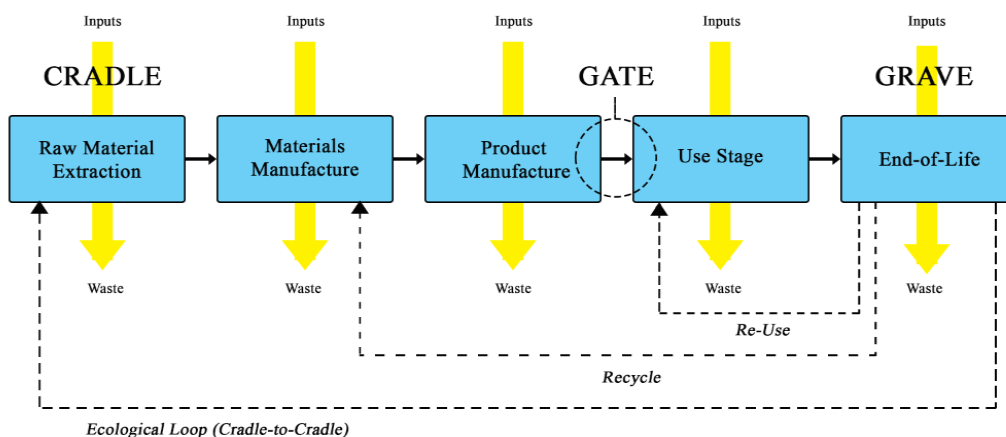 Inputs
Inputs
Inputs
Inputs
Inputs
CRADLE
GATE
GRAVE
Raw Material
Extraction
Materials
Manufacture
Product
Manufacture
Use Stage
End-of-Life
Waste
Waste
Waste
Waste
Waste
Re-Use
Recycle
Ecological Loop (Cradle-to-Cradle)